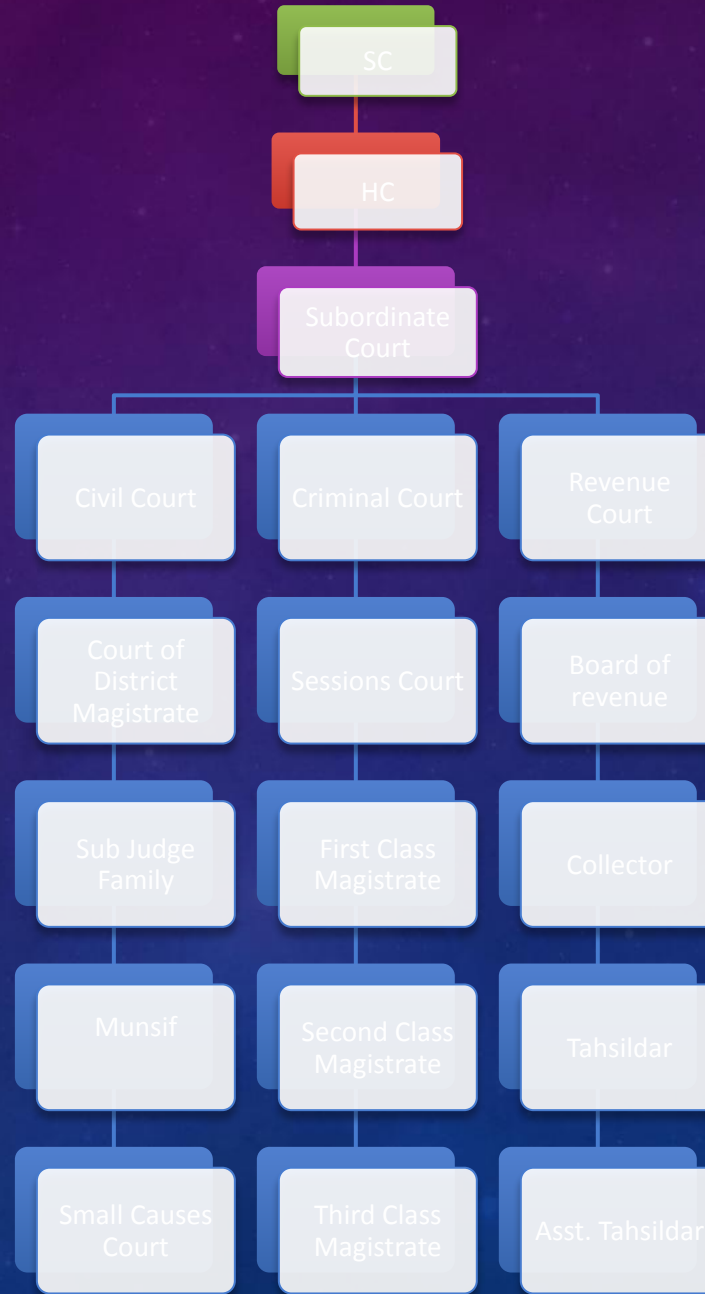 SC
HC
Subordinate
Court
Civil Court
Criminal Court
Revenue
Court
Court of
District
Magistrate
Sessions Court
Board of
revenue
Sub Judge
Family
First Class
Magistrate
Collector
Munsif
Second Class
Magistrate
Tahsildar
Small Causes
Court
Third Class
Magistrate
Asst. Tahsildar